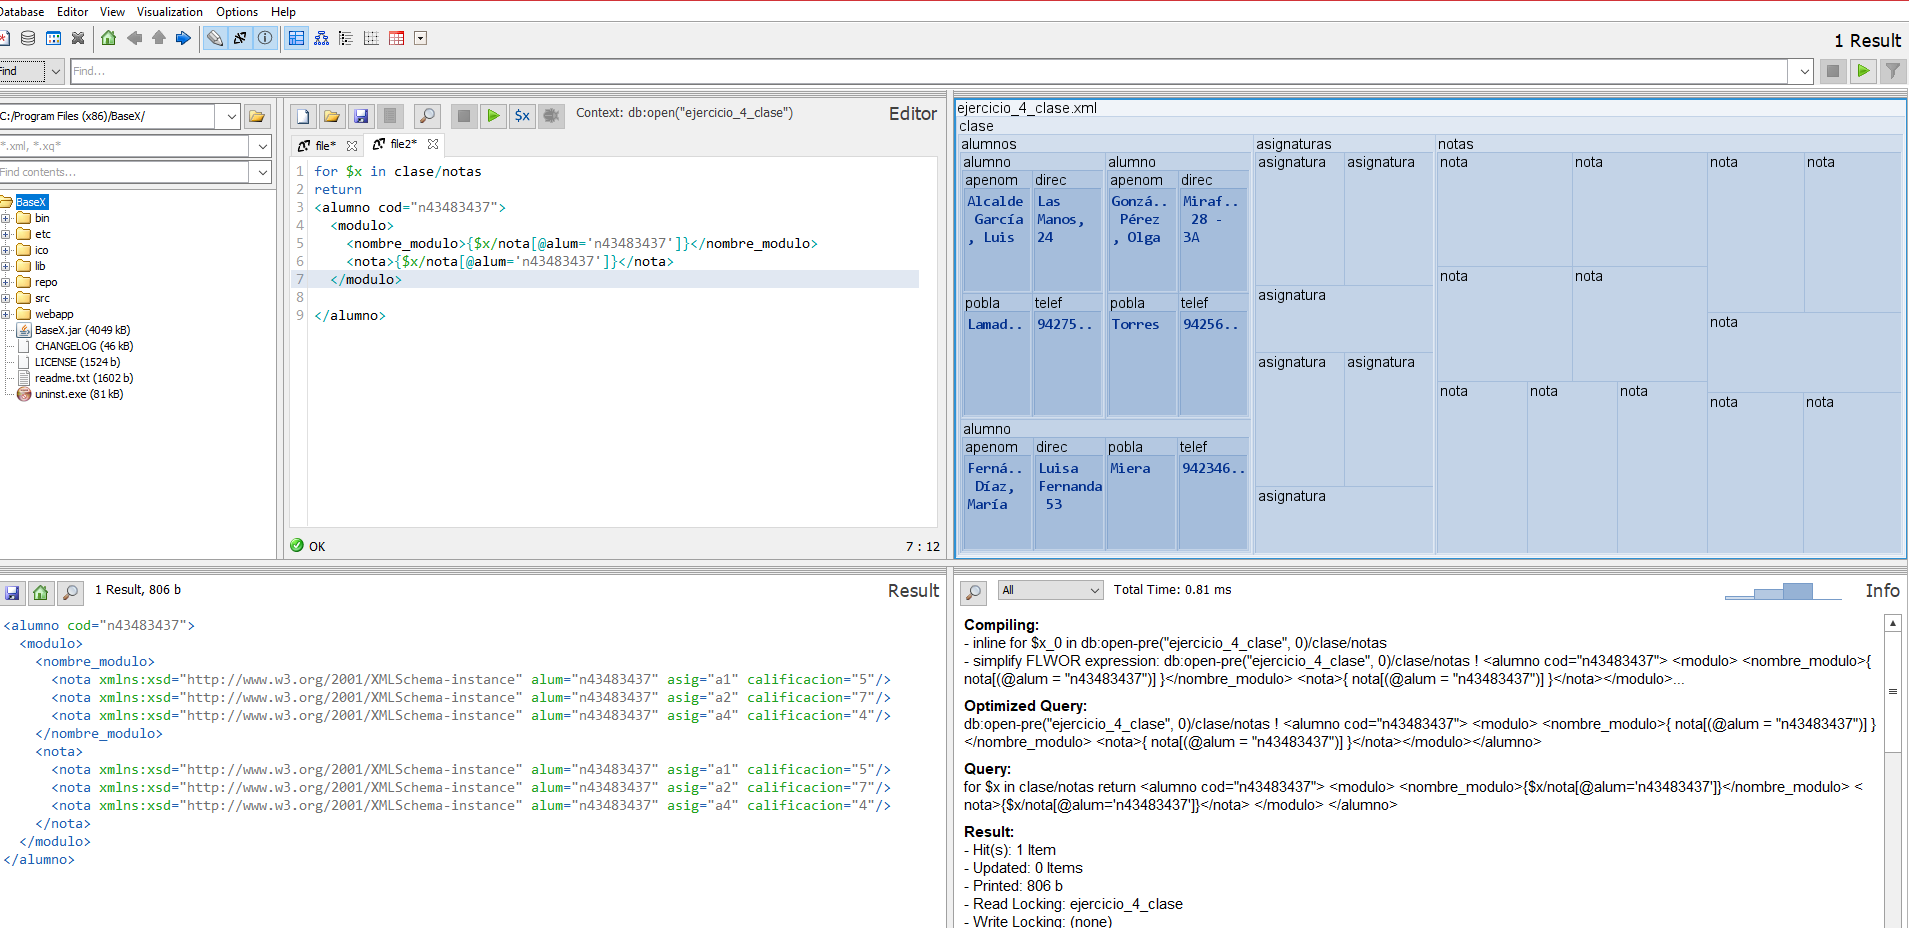 Database Editor View Visualization Options Help
1 Result
Find Find...
C:/Program Files (x86)/BaseX/
*.xml, *.xq*
Find contents...
BaseX
bin
etc
ico
lib
repo
src
webapp
BaseX.jar (4049 kB)
CHANGELOG (46 kB)
LICENSE (1524 b)
readme.txt (1602 b)
uninst.exe (81 kB)
$x Context: db:open("ejercicio_4_clase") Editor
file* file2*
1 for $x in clase/notas
2 return
3 <alumno cod="n43483437">
4 <modulo>
5 <nombre_modulo>{$x/nota[@alum='n43483437']}</nombre_modulo>
6 <nota>{$x/nota[@alum='n43483437']}</nota>
7 </modulo>
8
9 </alumno>
OK 7 : 12
ejercicio_4_clase.xml
clase
alumnos asignaturas notas
alumno alumno asignatura asignatura nota nota nota nota
apenom direc apenom direc
Alcalde Las Gonzá.. Miraf..
García Manos, Pérez 28 -
, Luis 24 , Olga 3A
nota nota
asignatura
pobla telef pobla telef
Lamad.. 94275.. Torres 94256.. nota
asignatura asignatura
nota nota nota
nota nota
alumno
apenom direc pobla telef
Ferná.. Luisa Miera 942346..
Díaz, Fernanda
María 53
asignatura
1 Result, 806 b Result
<alumno cod="n43483437">
<modulo>
<nombre_modulo>
<nota xmlns:xsd="http://www.w3.org/2001/XMLSchema-instance" alum="n43483437" asig="a1" calificacion="5"/>
<nota xmlns:xsd="http://www.w3.org/2001/XMLSchema-instance" alum="n43483437" asig="a2" calificacion="7"/>
<nota xmlns:xsd="http://www.w3.org/2001/XMLSchema-instance" alum="n43483437" asig="a4" calificacion="4"/>
</nombre_modulo>
<nota>
<nota xmlns:xsd="http://www.w3.org/2001/XMLSchema-instance" alum="n43483437" asig="a1" calificacion="5"/>
<nota xmlns:xsd="http://www.w3.org/2001/XMLSchema-instance" alum="n43483437" asig="a2" calificacion="7"/>
<nota xmlns:xsd="http://www.w3.org/2001/XMLSchema-instance" alum="n43483437" asig="a4" calificacion="4"/>
</nota>
</modulo>
</alumno>
All Total Time: 0.81 ms Info
Compiling:
- inline for $x_0 in db:open-pre("ejercicio_4_clase", 0)/clase/notas
- simplify FLWOR expression: db:open-pre("ejercicio_4_clase", 0)/clase/notas ! <alumno cod="n43483437"> <modulo> <nombre_modulo>{
nota[(@alum = "n43483437")] }</nombre_modulo> <nota>{ nota[(@alum = "n43483437")] }</nota></modulo>...
Optimized Query:
db:open-pre("ejercicio_4_clase", 0)/clase/notas ! <alumno cod="n43483437"> <modulo> <nombre_modulo>{ nota[(@alum = "n43483437")] }
</nombre_modulo> <nota>{ nota[(@alum = "n43483437")] }</nota></modulo></alumno>
Query:
for $x in clase/notas return <alumno cod="n43483437"> <modulo> <nombre_modulo>{$x/nota[@alum='n43483437']}</nombre_modulo> <
nota>{$x/nota[@alum='n43483437']}</nota> </modulo> </alumno>
Result:
- Hit(s): 1 Item
- Updated: 0 Items
- Printed: 806 b
- Read Locking: ejercicio_4_clase
- Write Locking: (none)